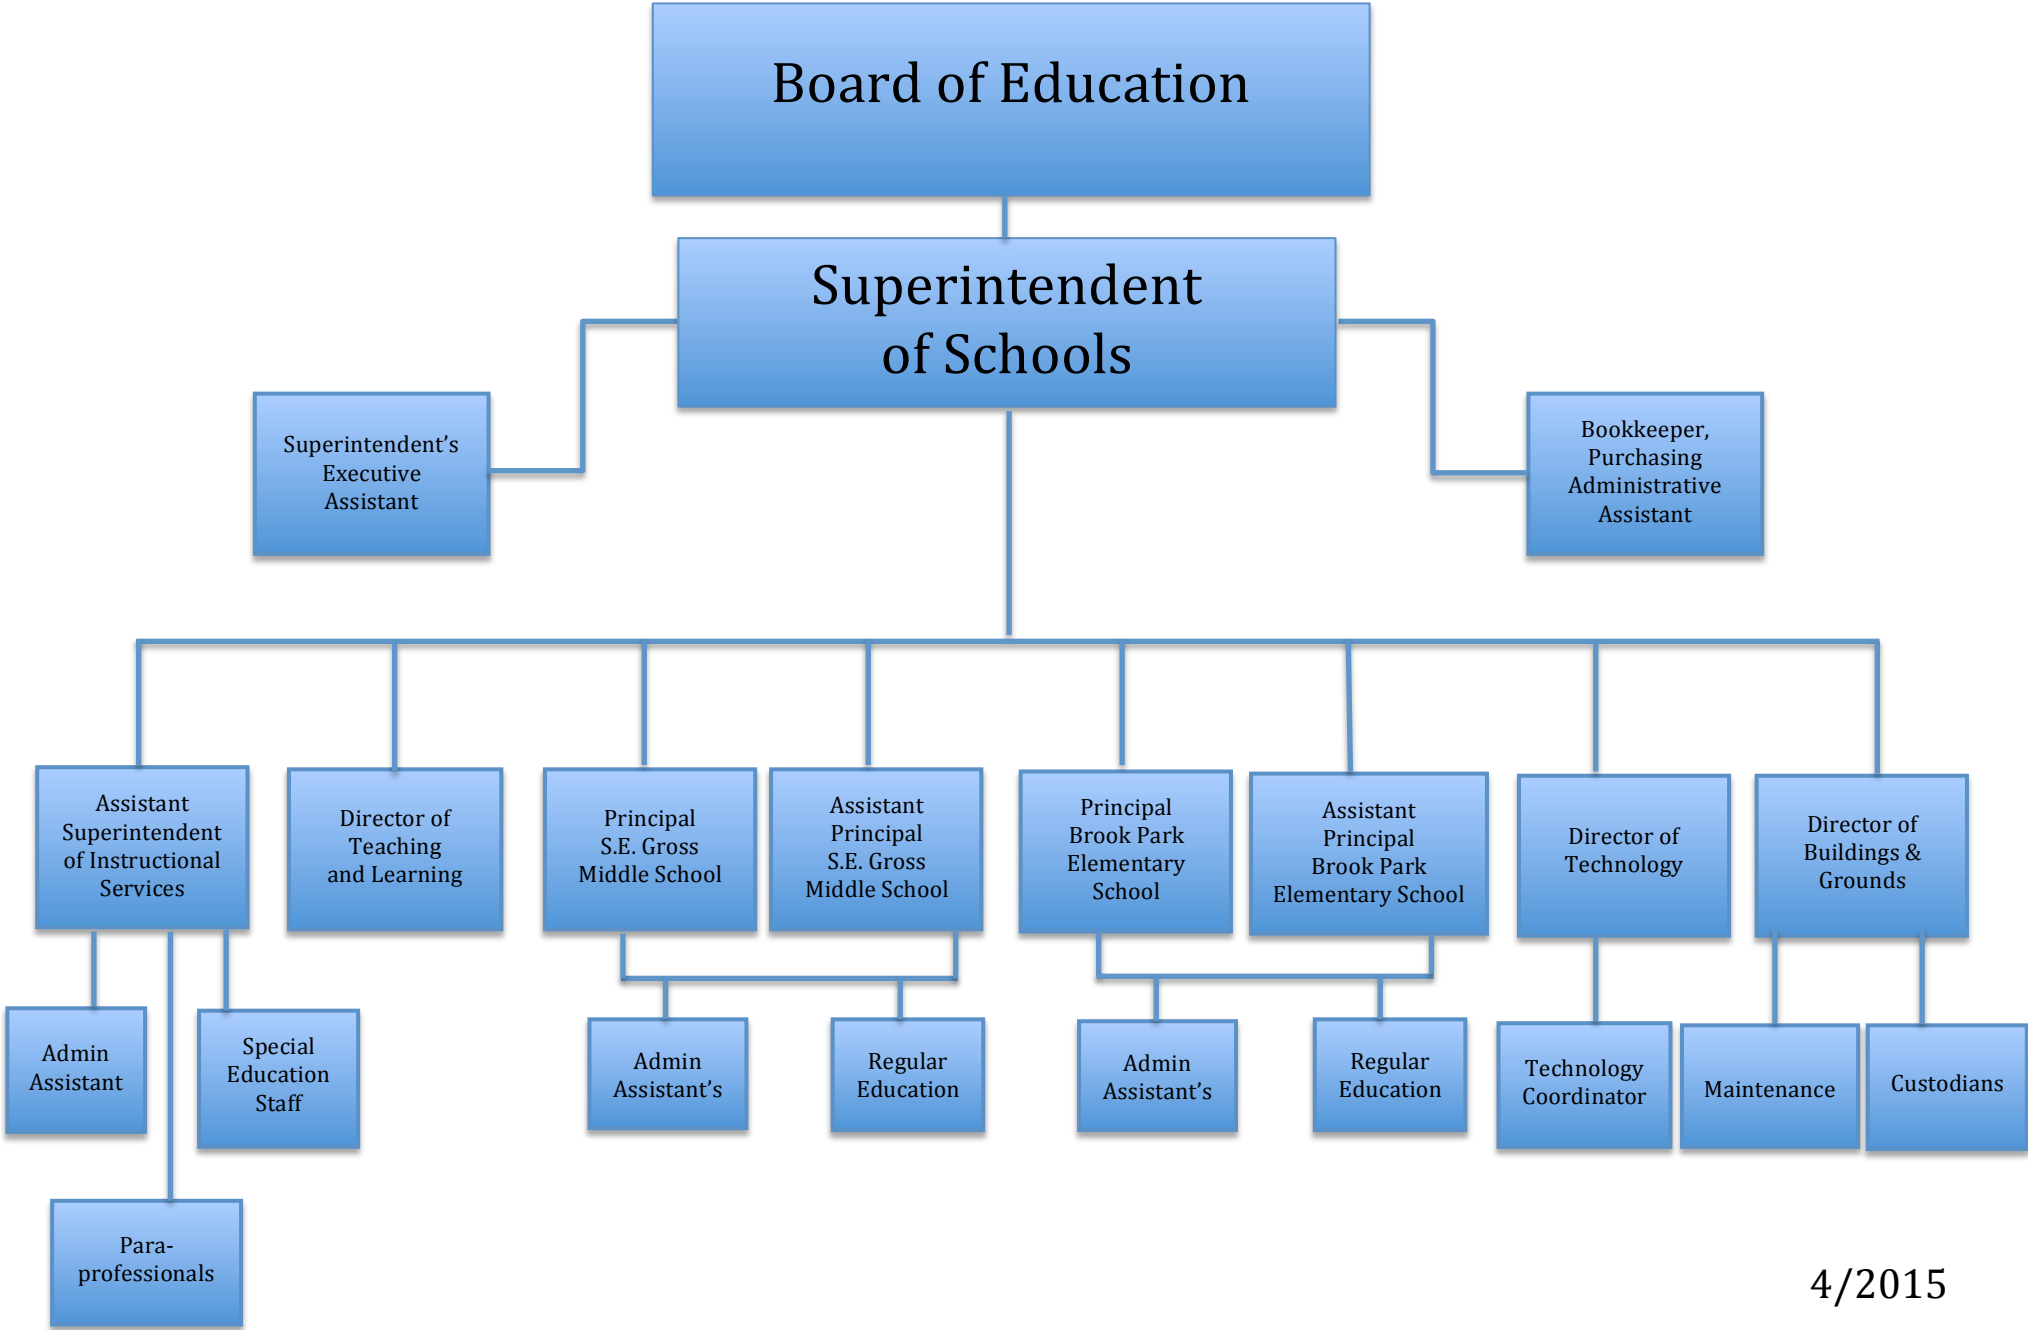 Board of Education
Superintendent
of Schools
Superintendent’s
Executive
Assistant
Bookkeeper,
Purchasing
Administrative
Assistant
Assistant
Superintendent
of Instructional
Services
Director of
Teaching
and Learning
Principal
S.E. Gross
Middle School
Assistant
Principal
S.E. Gross
Middle School
Principal
Brook Park
Elementary
School
Assistant
Principal
Brook Park
Elementary School
Director of
Technology
Director of
Buildings &
Grounds
Admin
Assistant
Special
Education
Staff
Admin
Assistant’s
Regular
Education
Admin
Assistant’s
Regular
Education
Technology
Coordinator
Maintenance
Custodians
Para-
professionals
4/2015